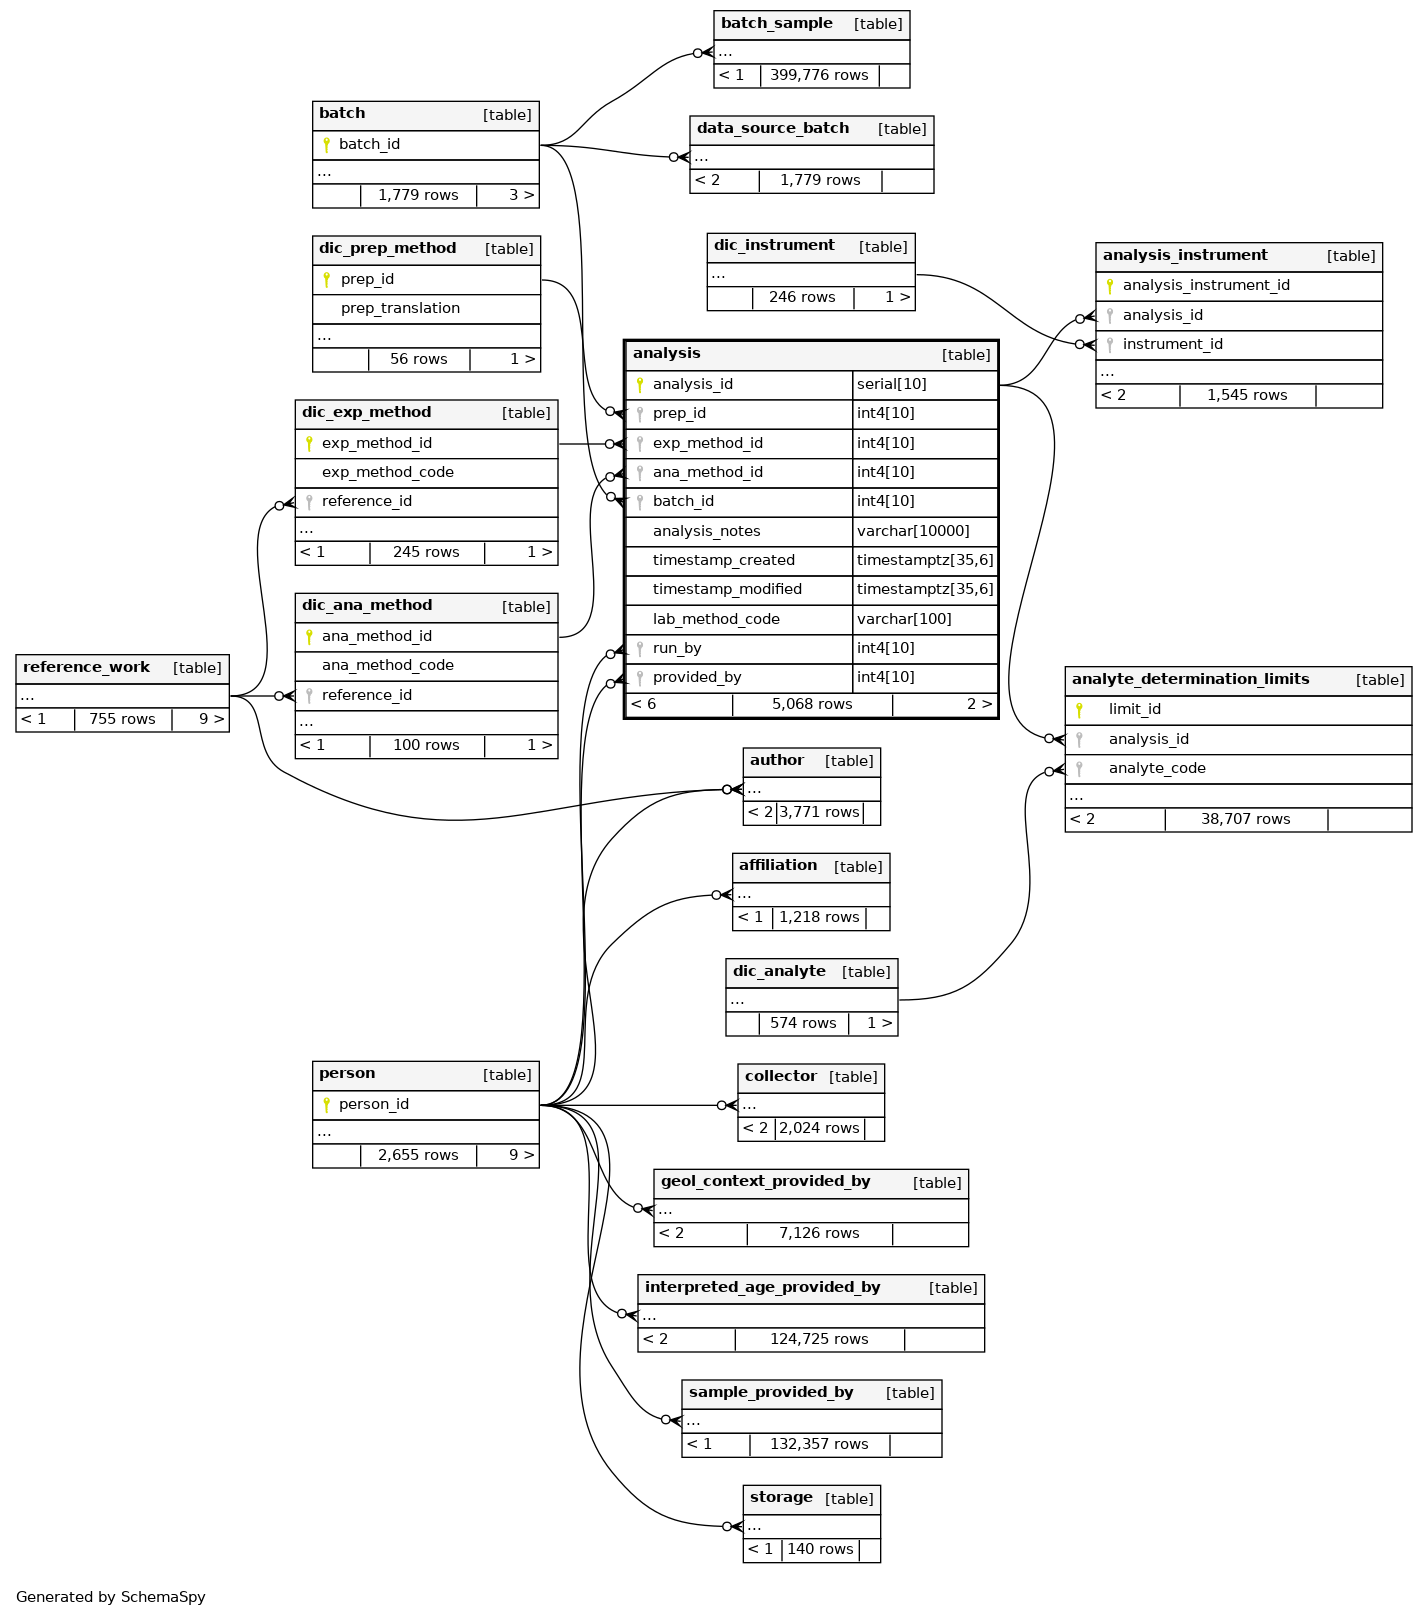 batch_sample [table]
...
< 1 399,776 rows
batch [table]
batch_id
...
1,779 rows 3 >
data_source_batch [table]
...
< 2 1,779 rows
dic_prep_method [table]
prep_id
prep_translation
...
56 rows 1 >
dic_instrument [table]
...
246 rows 1 >
analysis_instrument [table]
analysis_instrument_id
analysis_id
instrument_id
...
< 2 1,545 rows
analysis [table]
analysis_id serial[10]
prep_id int4[10]
exp_method_id int4[10]
ana_method_id int4[10]
batch_id int4[10]
analysis_notes varchar[10000]
timestamp_created timestamptz[35,6]
timestamp_modified timestamptz[35,6]
lab_method_code varchar[100]
run_by int4[10]
provided_by int4[10]
< 6 5,068 rows 2 >
dic_exp_method [table]
exp_method_id
exp_method_code
reference_id
...
< 1 245 rows 1 >
dic_ana_method [table]
ana_method_id
ana_method_code
reference_id
...
< 1 100 rows 1 >
reference_work [table]
...
< 1 755 rows 9 >
analyte_determination_limits [table]
limit_id
analysis_id
analyte_code
...
< 2 38,707 rows
author [table]
...
< 2 3,771 rows
affiliation [table]
...
< 1 1,218 rows
dic_analyte [table]
...
574 rows 1 >
person [table]
person_id
...
2,655 rows 9 >
collector [table]
...
< 2 2,024 rows
geol_context_provided_by [table]
...
< 2 7,126 rows
interpreted_age_provided_by [table]
...
< 2 124,725 rows
sample_provided_by [table]
...
< 1 132,357 rows
storage [table]
...
< 1 140 rows
Generated by SchemaSpy